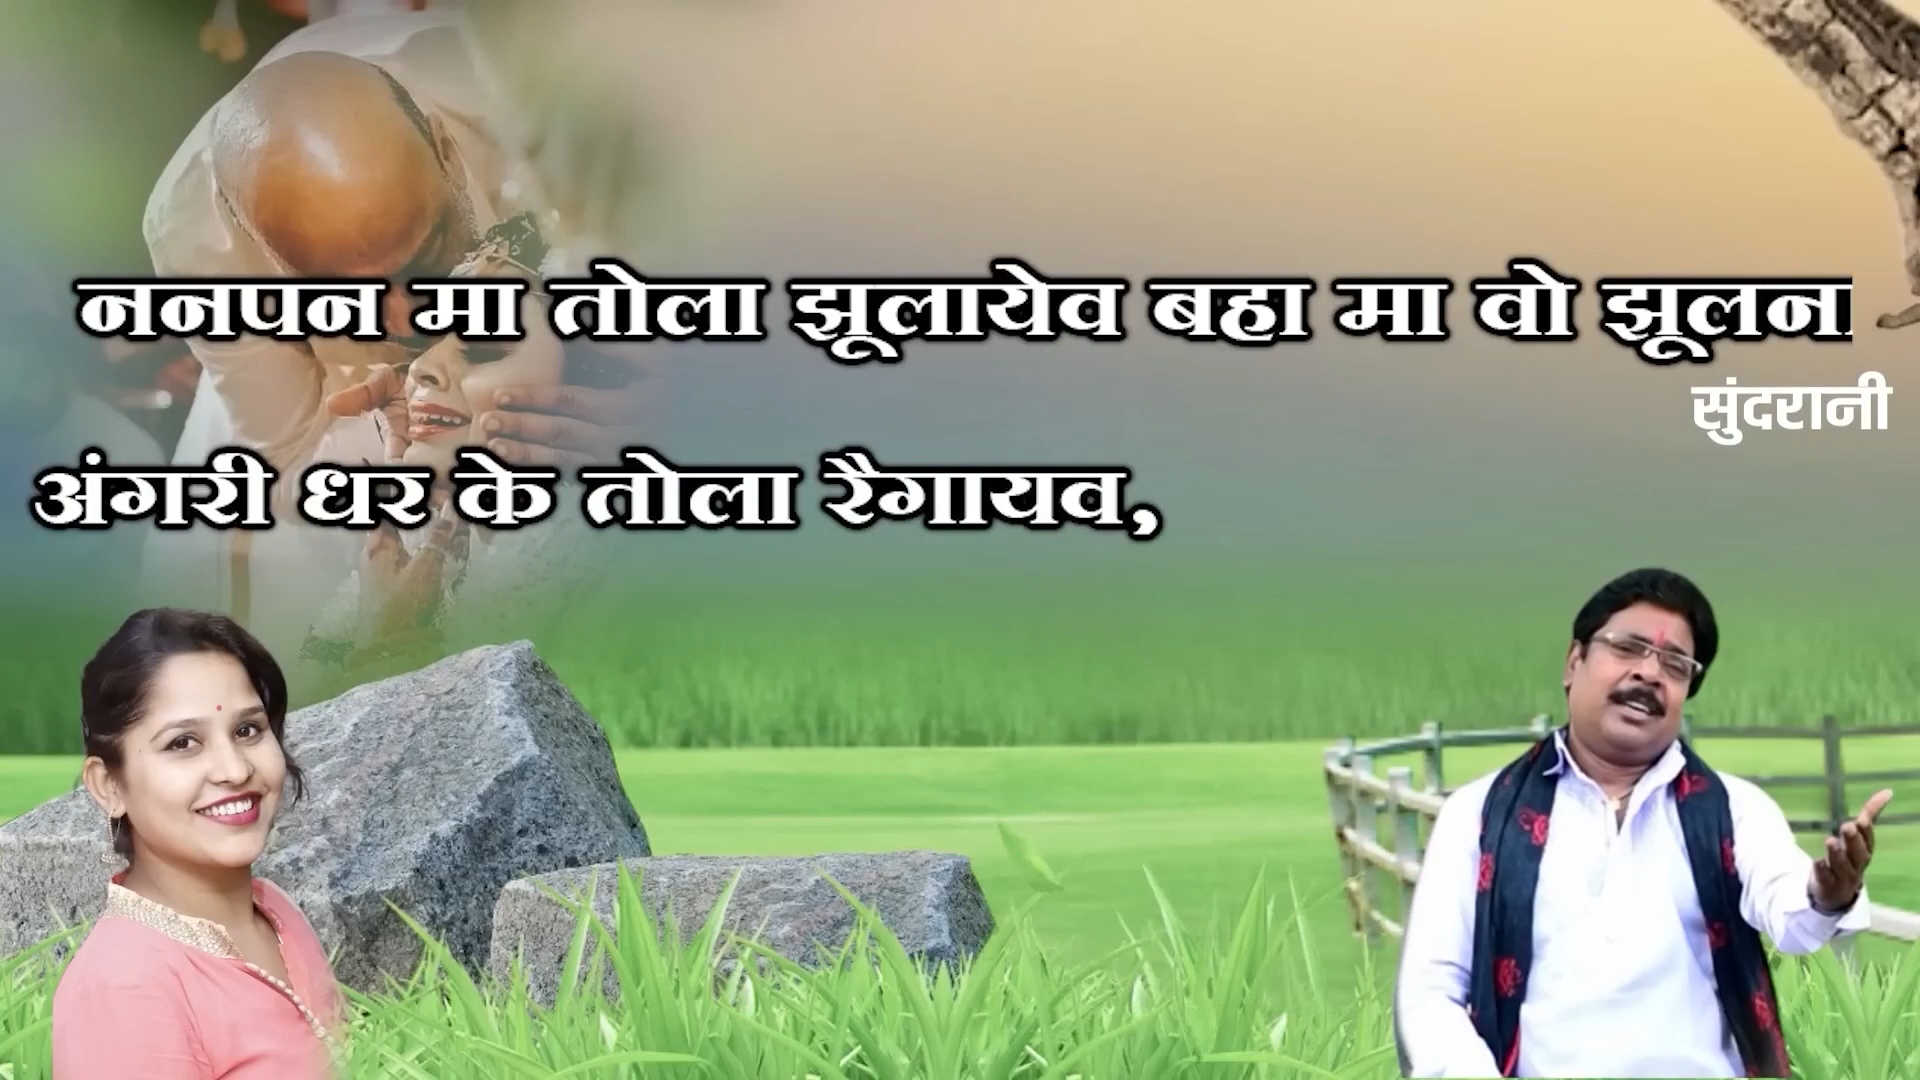 ननपन मा तोला झूलायेव बहा मा वो झूलना
सुंदरानी
अंगरी धर के तोला रैंगायव,